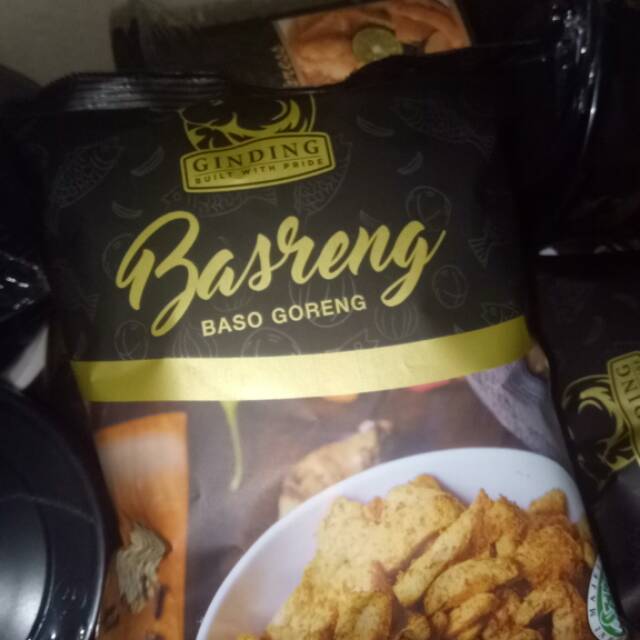 GINDING
BUILT WITH PRIDE
Basreng
BASO GORENG
GINDING